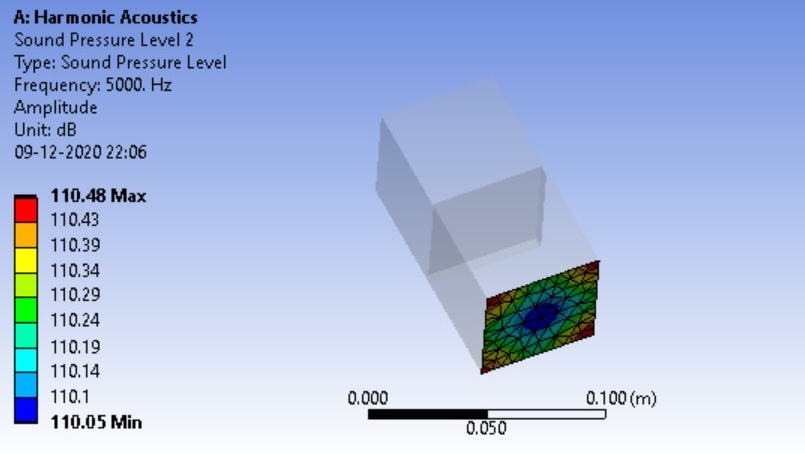 A: Harmonic Acoustics
Sound Pressure Level 2
Type: Sound Pressure Level
Frequency: 5000. Hz
Amplitude
Unit: dB
09-12-2020 22:06
110.48 Max
110.43
110.39
110.34
110.29
110.24
110.19
110.14
110.1
110.05 Min
0.000
0.100 (m)
0.050